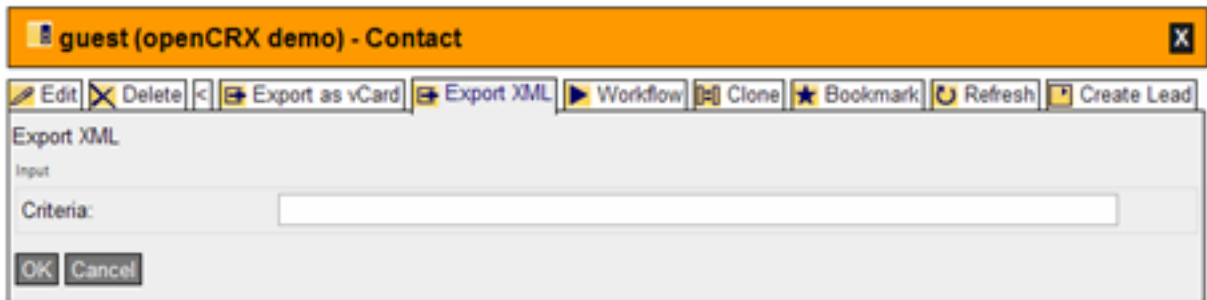 guest (openCRX demo) - Contact X
Edit Delete < Export as vCard Export XML Workflow Clone Bookmark Refresh Create Lead
Export XML
Input
Criteria:
OK Cancel